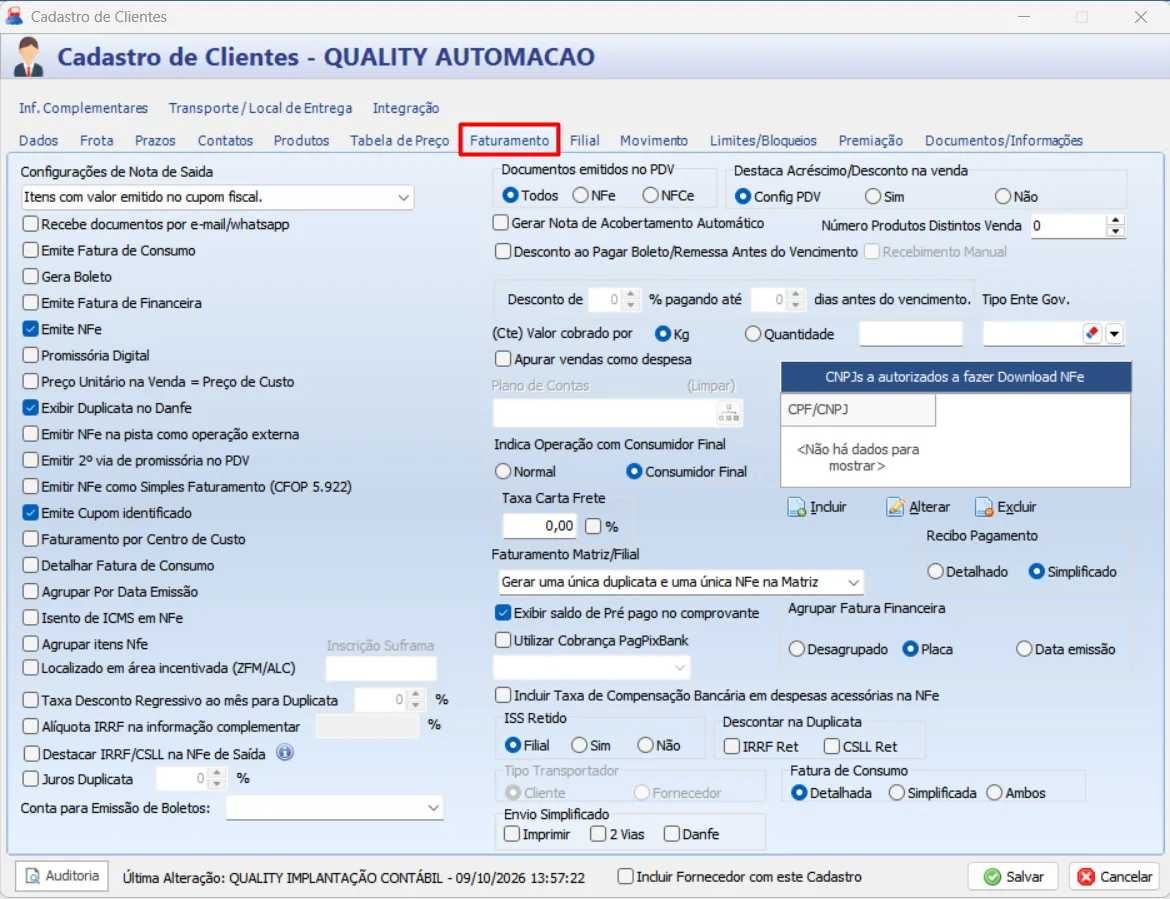 Cadastro de Clientes
Cadastro de Clientes - QUALITY AUTOMACAO
Inf. Complementares Transporte / Local de Entrega Integração
Dados Frota Prazos Contatos Produtos Tabela de Preço Faturamento Filial Movimento Limites/Bloqueios Premiação Documentos/Informações
Configurações de Nota de Saida
Itens com valor emitido no cupom fiscal.
Recebe documentos por e-mail/whatsapp
Emite Fatura de Consumo
Gera Boleto
Emite Fatura de Financeira
Emite NFe
Promissória Digital
Preço Unitário na Venda = Preço de Custo
Exibir Duplicata no Danfe
Emitir NFe na pista como operação externa
Emitir 2º via de promissória no PDV
Emitir NFe como Simples Faturamento (CFOP 5.922)
Emite Cupom identificado
Faturamento por Centro de Custo
Detalhar Fatura de Consumo
Agrupar Por Data Emissão
Isento de ICMS em NFe
Agrupar itens Nfe
Inscrição Suframa
Localizado em área incentivada (ZFM/ALC)
Taxa Desconto Regressivo ao mês para Duplicata 0 %
Alíquota IRRF na informação complementar %
Destacar IRRF/CSLL na NFe de Saída
Juros Duplicata 0 %
Conta para Emissão de Boletos:
Documentos emitidos no PDV
Todos NFe NFCe
Destaca Acréscimo/Desconto na venda
Config PDV Sim Não
Gerar Nota de Acobertamento Automático
Número Produtos Distintos Venda 0
Desconto ao Pagar Boleto/Remessa Antes do Vencimento
Recebimento Manual
Desconto de 0 % pagando até 0 dias antes do vencimento.
Tipo Ente Gov.
(Cte) Valor cobrado por Kg Quantidade
Apurar vendas como despesa
Plano de Contas (Limpar)
CNPJs a autorizados a fazer Download NFe
CPF/CNPJ
<Não há dados para
mostrar>
Incluir Alterar Excluir
Indica Operação com Consumidor Final
Normal Consumidor Final
Taxa Carta Frete
0,00 %
Recibo Pagamento
Detalhado Simplificado
Faturamento Matriz/Filial
Gerar uma única duplicata e uma única NFe na Matriz
Exibir saldo de Pré pago no comprovante
Agrupar Fatura Financeira
Desagrupado Placa Data emissão
Utilizar Cobrança PagPixBank
Incluir Taxa de Compensação Bancária em despesas acessórias na NFe
ISS Retido
Filial Sim Não
Descontar na Duplicata
IRRF Ret CSLL Ret
Tipo Transportador
Cliente Fornecedor
Fatura de Consumo
Detalhada Simplificada Ambos
Envio Simplificado
Imprimir 2 Vias Danfe
Auditoria
Última Alteração: QUALITY IMPLANTAÇÃO CONTÁBIL - 09/10/2026 13:57:22
Incluir Fornecedor com este Cadastro
Salvar Cancelar